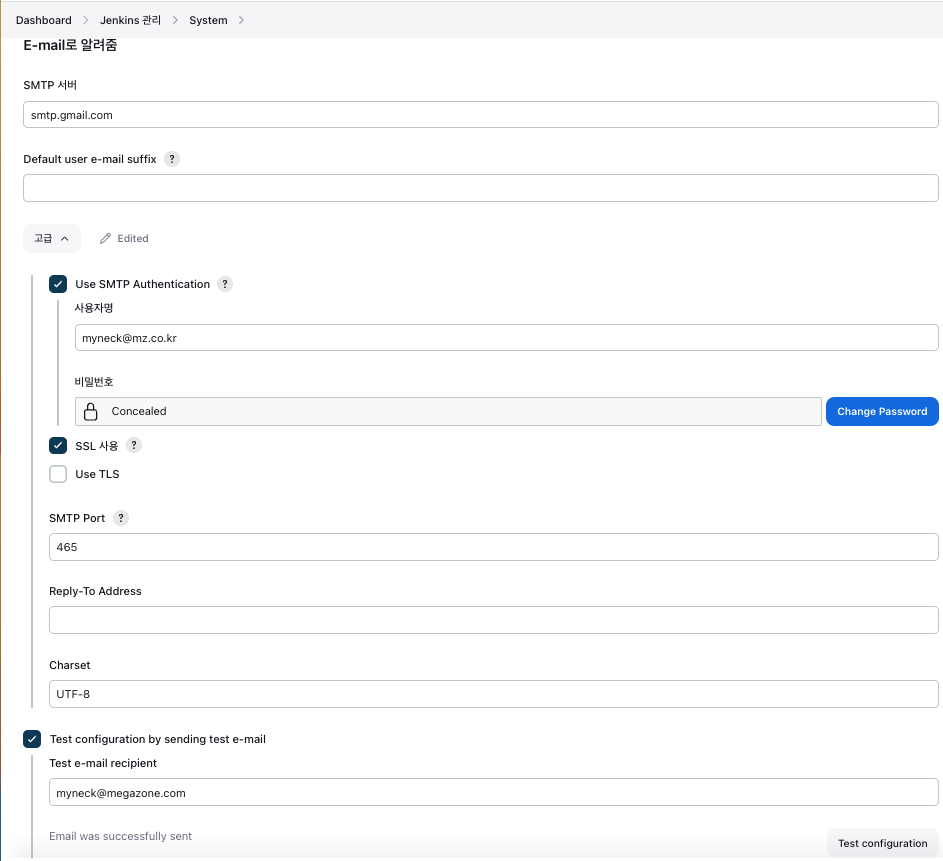 Dashboard > Jenkins 관리 > System >
E-mail로 알려줌
SMTP 서버
smtp.gmail.com
Default user e-mail suffix ?
고급 Edited
Use SMTP Authentication ?
사용자명
myneck@mz.co.kr
비밀번호
Concealed Change Password
SSL 사용 ?
Use TLS
SMTP Port ?
465
Reply-To Address
Charset
UTF-8
Test configuration by sending test e-mail
Test e-mail recipient
myneck@megazone.com
Email was successfully sent
Test configuration